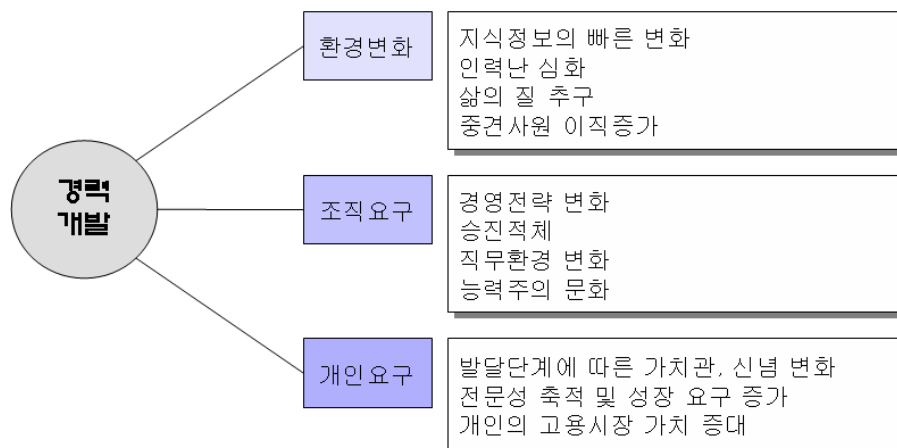 경력
개발
환경변화
지식정보의 빠른 변화
인력난 심화
삶의 질 추구
중견사원 이직증가
조직요구
경영전략 변화
승진적체
직무환경 변화
능력주의 문화
개인요구
발달단계에 따른 가치관, 신념 변화
전문성 축적 및 성장 요구 증가
개인의 고용시장 가치 증대